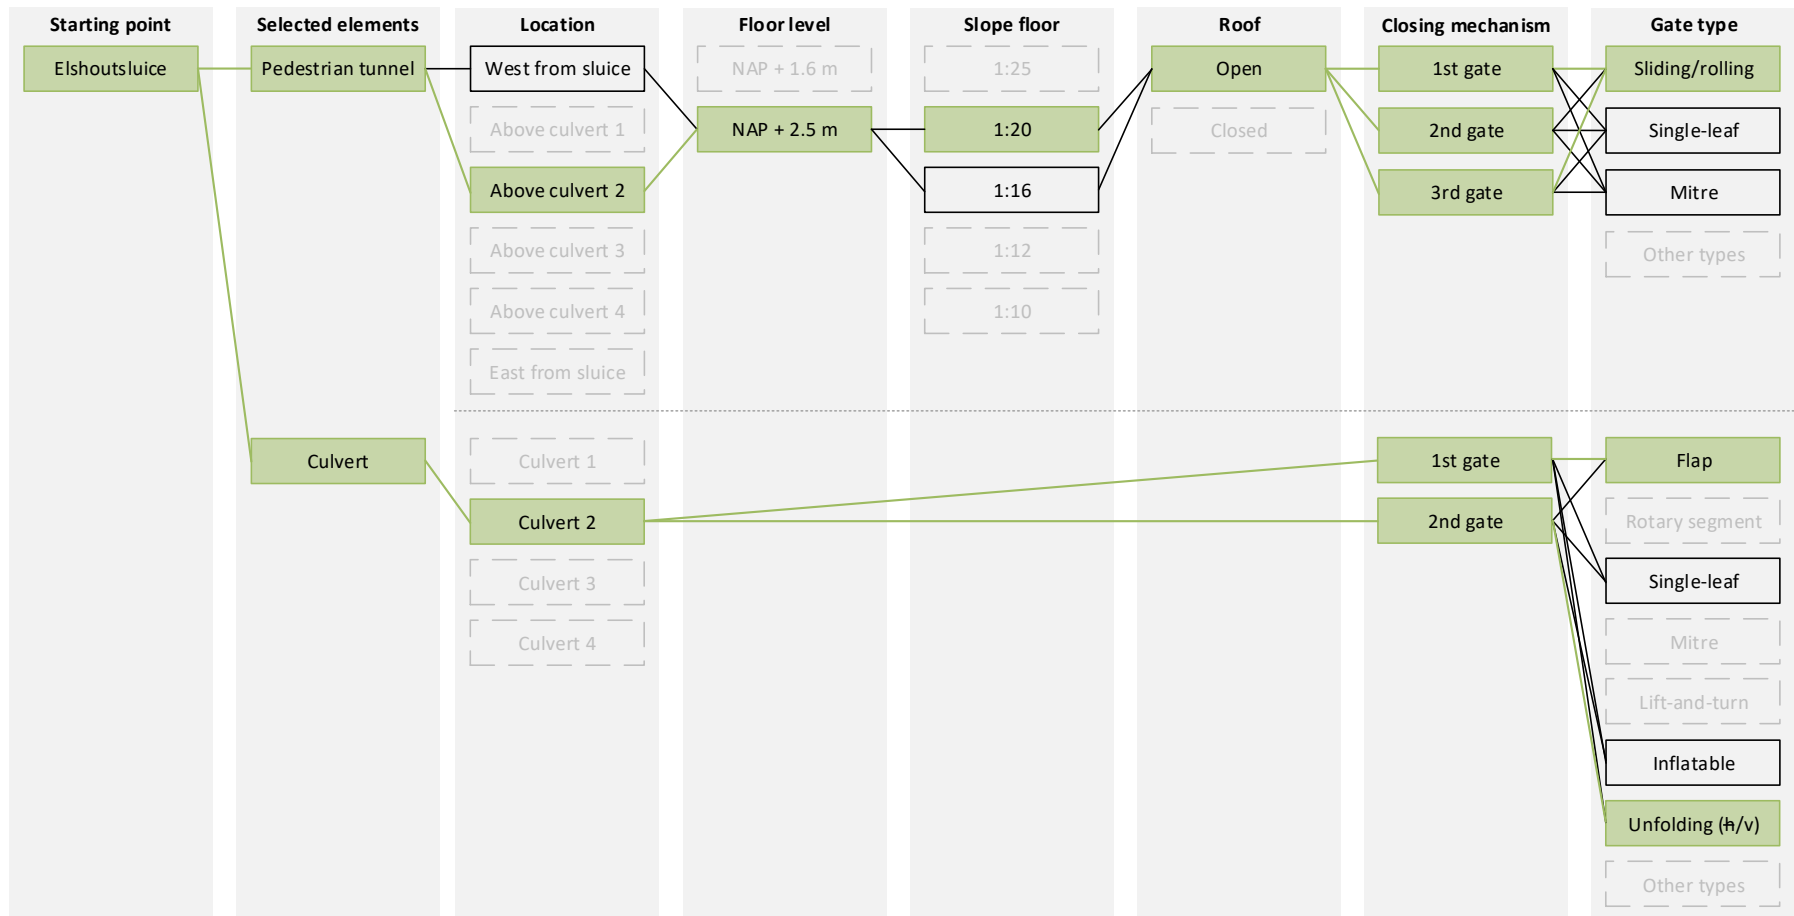 Starting point
Selected elements
Location
Floor level
Slope floor
Roof
Closing mechanism
Gate type
Elshoutsluice
Pedestrian tunnel
West from sluice
NAP + 1.6 m
1:25
Open
1st gate
Sliding/rolling
Above culvert 1
NAP + 2.5 m
1:20
Closed
2nd gate
Single-leaf
Above culvert 2
1:16
3rd gate
Mitre
Above culvert 3
1:12
Other types
Above culvert 4
1:10
East from sluice
Culvert
Culvert 1
1st gate
Flap
Culvert 2
2nd gate
Rotary segment
Culvert 3
Single-leaf
Culvert 4
Mitre
Lift-and-turn
Inflatable
Unfolding (h/v)
Other types